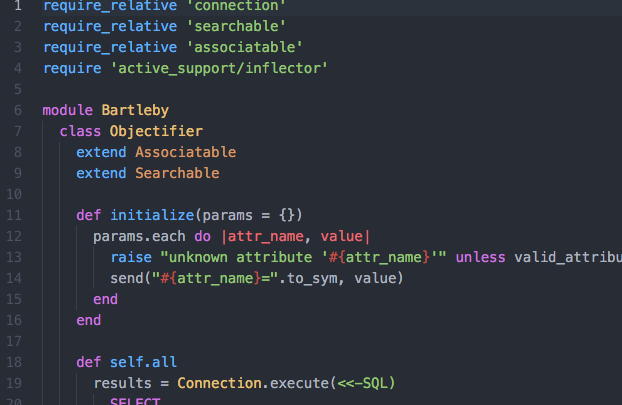 1 require_relative 'connection'
2 require_relative 'searchable'
3 require_relative 'associatable'
4 require 'active_support/inflector'
5
6 module Bartleby
7 class Objectifier
8 extend Associatable
9 extend Searchable
10
11 def initialize(params = {})
12 params.each do |attr_name, value|
13 raise "unknown attribute '#{attr_name}'" unless valid_attribu
14 send("#{attr_name}=".to_sym, value)
15 end
16 end
17
18 def self.all
19 results = Connection.execute(<<-SQL)
20 SELECT